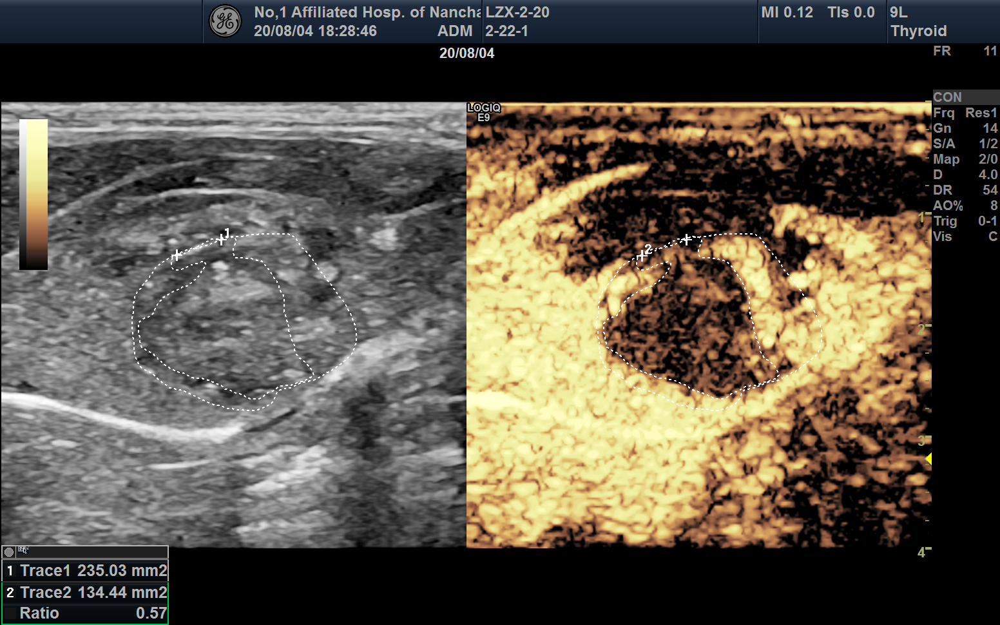 No,1 Affiliated Hosp. of Nancha
LZX-2-20
MI 0.12 TIs 0.0
9L
20/08/04 18:28:46 ADM
2-22-1
Thyroid
20/08/04
FR 11
LOGIQ
E9
CON
Frq Res1
Gn 14
S/A 1/2
Map 2/0
D 4.0
DR 54
AO% 8
Trig 0-1
Vis C
1
2
3
4
1
2
1 Trace1 235.03 mm2
2 Trace2 134.44 mm2
Ratio 0.57